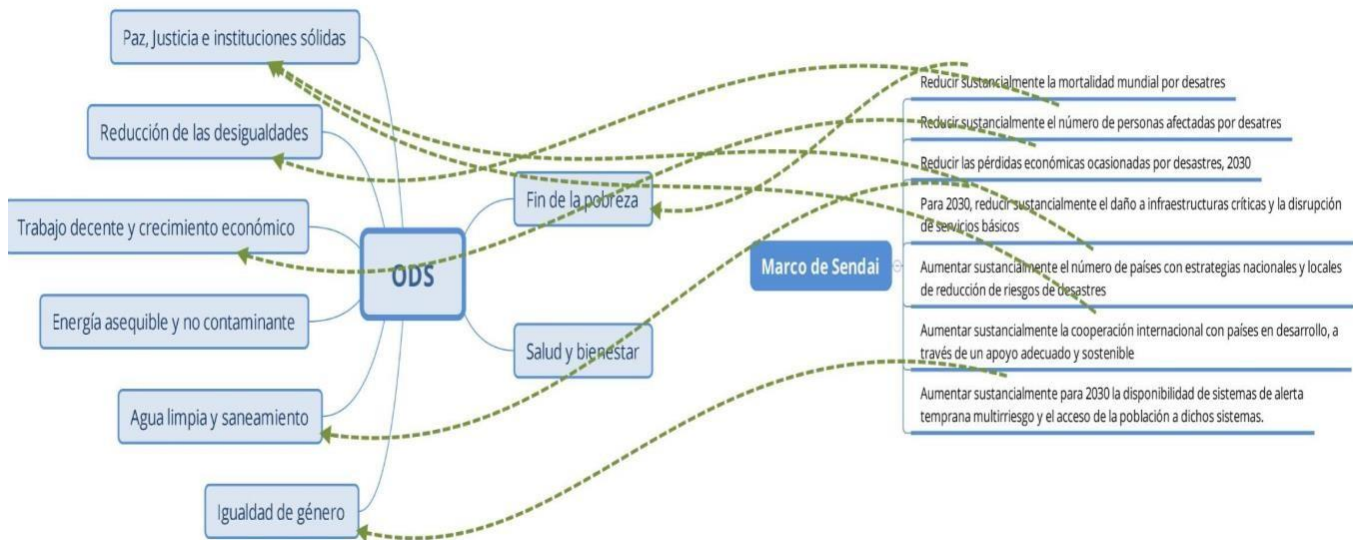 Paz, Justicia e instituciones sólidas
Reducción de las desigualdades
Trabajo decente y crecimiento económico
Energía asequible y no contaminante
Agua limpia y saneamiento
Igualdad de género
ODS
Fin de la pobreza
Salud y bienestar
Marco de Sendai
Reducir sustancialmente la mortalidad mundial por desatres
Reducir sustancialmente el número de personas afectadas por desatres
Reducir las pérdidas económicas ocasionadas por desastres, 2030
Para 2030, reducir sustancialmente el daño a infraestructuras críticas y la disrupción
de servicios básicos
Aumentar sustancialmente el número de países con estrategias nacionales y locales
de reducción de riesgos de desastres
Aumentar sustancialmente la cooperación internacional con países en desarrollo, a
través de un apoyo adecuado y sostenible
Aumentar sustancialmente para 2030 la disponibilidad de sistemas de alerta
temprana multirriesgo y el acceso de la población a dichos sistemas.